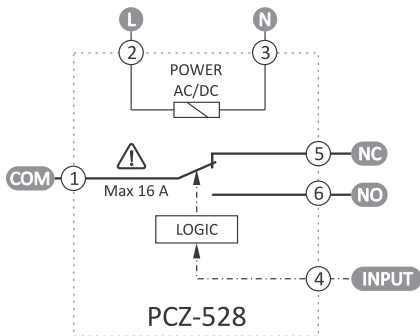 L N
2 3
POWER
AC/DC
5 NC
COM 1
Max 16 A
6 NO
LOGIC
4 INPUT
PCZ-528